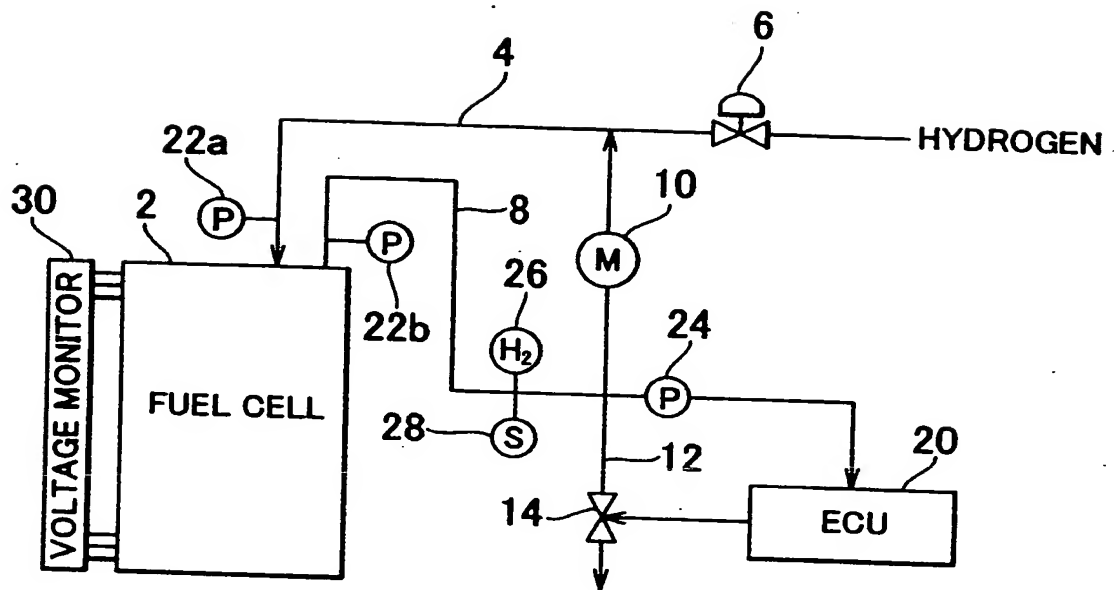 6
4
HYDROGEN
22a
P
10
30
2
8
P
M
26
22b
24
H₂
P
VOLTAGE MONITOR
FUEL CELL
28
S
12
20
14
ECU